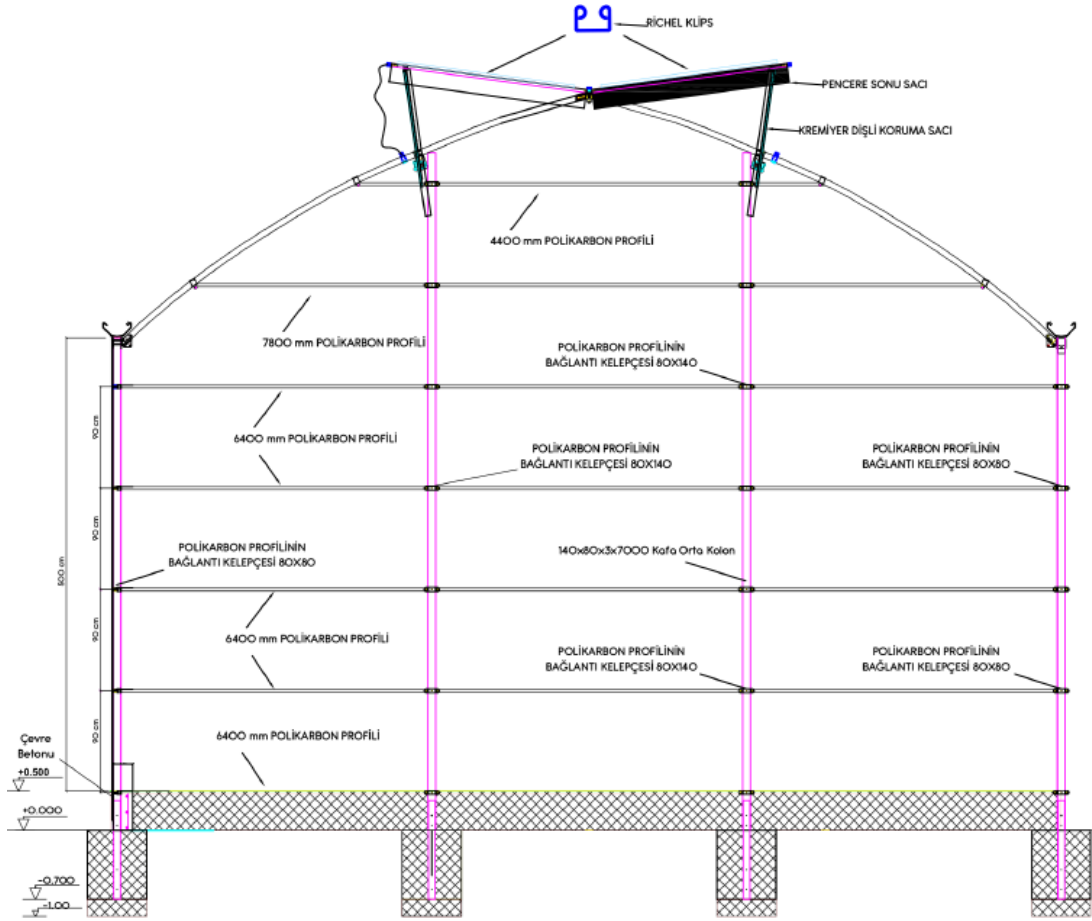 RİCHEL KLİPS
PENCERE SONU SACI
KREMİYER DİŞLİ KORUMA SACI
4400 mm POLİKARBON PROFİLİ
7800 mm POLİKARBON PROFİLİ
POLİKARBON PROFİLİNİN
BAĞLANTI KELEPÇESİ 80X140
90 cm
6400 mm POLİKARBON PROFİLİ
POLİKARBON PROFİLİNİN
BAĞLANTI KELEPÇESİ 80X140
POLİKARBON PROFİLİNİN
BAĞLANTI KELEPÇESİ 80X80
90 cm
500 cm
POLİKARBON PROFİLİNİN
BAĞLANTI KELEPÇESİ 80X80
140x80x3x7000 Kafa Orta Kolon
90 cm
6400 mm POLİKARBON PROFİLİ
POLİKARBON PROFİLİNİN
BAĞLANTI KELEPÇESİ 80X140
POLİKARBON PROFİLİNİN
BAĞLANTI KELEPÇESİ 80X80
90 cm
6400 mm POLİKARBON PROFİLİ
Çevre
Betonu
+0.500
+0.000
-0.700
-1.00